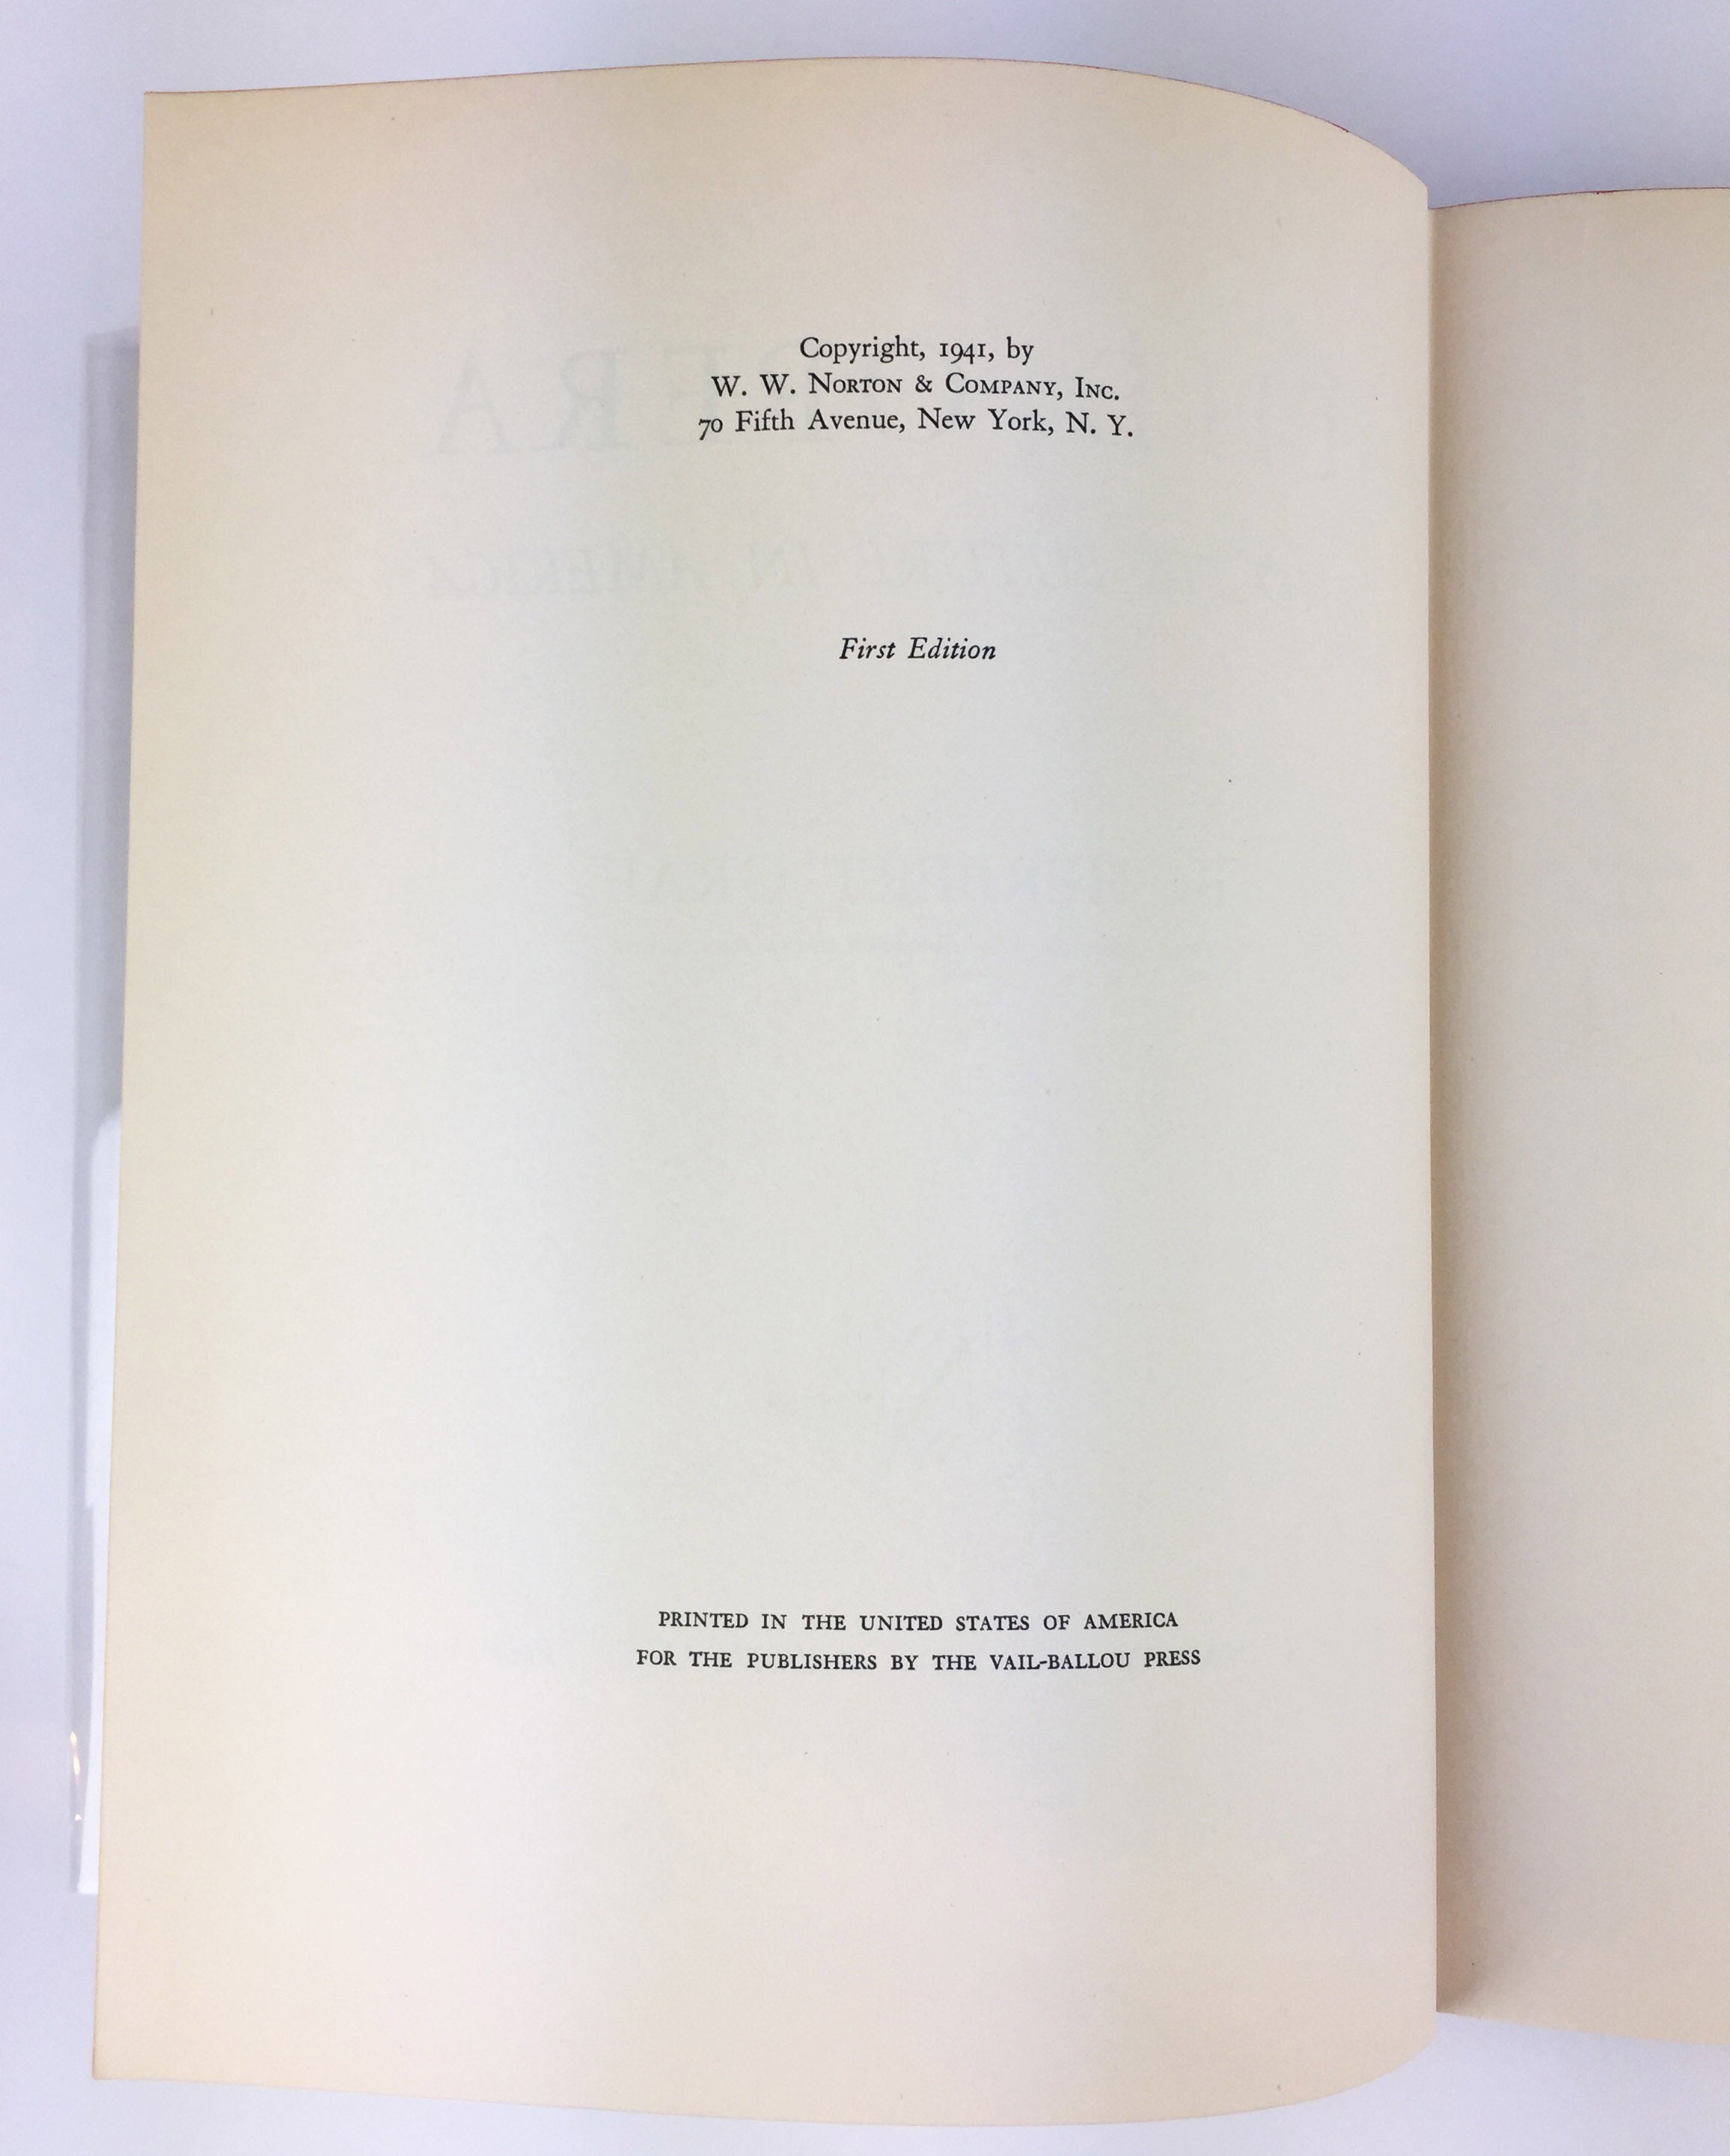 Copyright, 1941, by
W. W. NORTON & COMPANY, INC.
70 Fifth Avenue, New York, N. Y.
First Edition
PRINTED IN THE UNITED STATES OF AMERICA
FOR THE PUBLISHERS BY THE VAIL-BALLOU PRESS